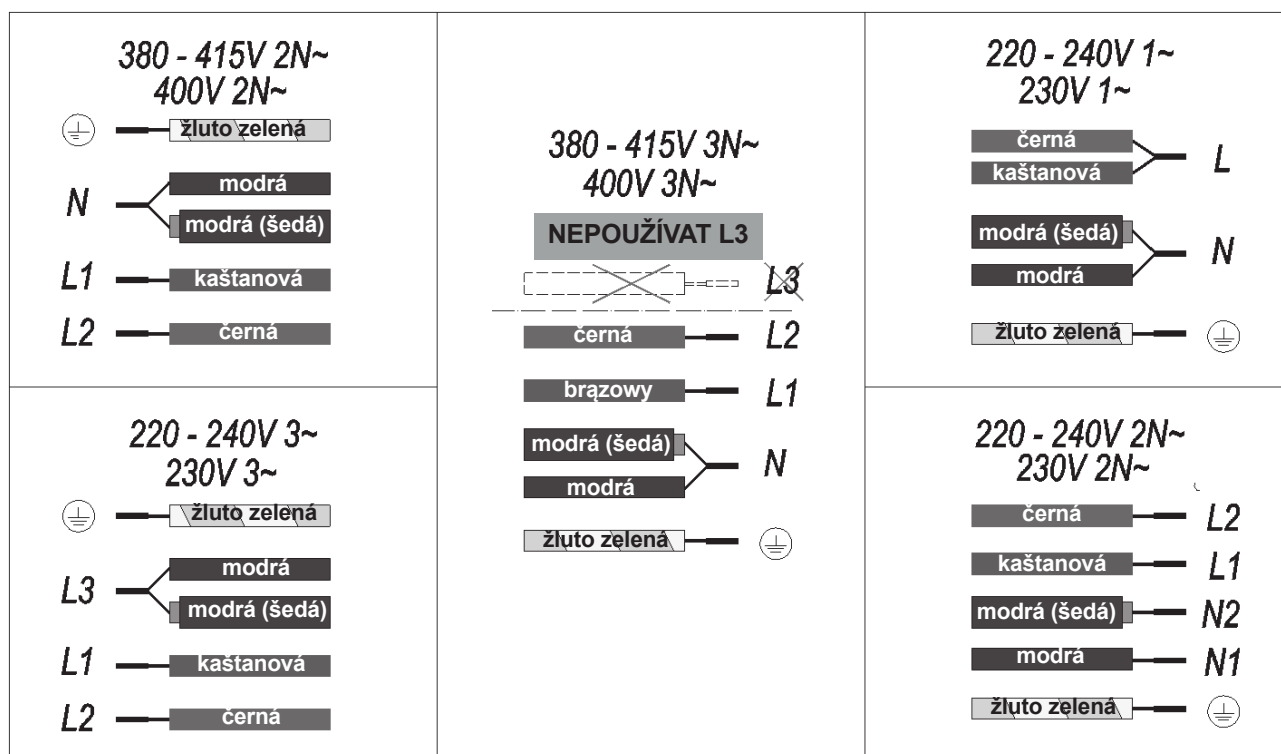 380 - 415V 2N~
400V 2N~
žluto zelená
N
modrá
modrá (šedá)
L1
kaštanová
L2
černá
220 - 240V 3~
230V 3~
žluto zelená
L3
modrá
modrá (šedá)
L1
kaštanová
L2
černá
380 - 415V 3N~
400V 3N~
NEPOUŽÍVAT L3
L3
černá
L2
brązowy
L1
modrá (šedá)
N
modrá
žluto zelená
220 - 240V 1~
230V 1~
černá
L
kaštanová
modrá (šedá)
N
modrá
žluto zelená
220 - 240V 2N~
230V 2N~
černá
L2
kaštanová
L1
modrá (šedá)
N2
modrá
N1
žluto zelená